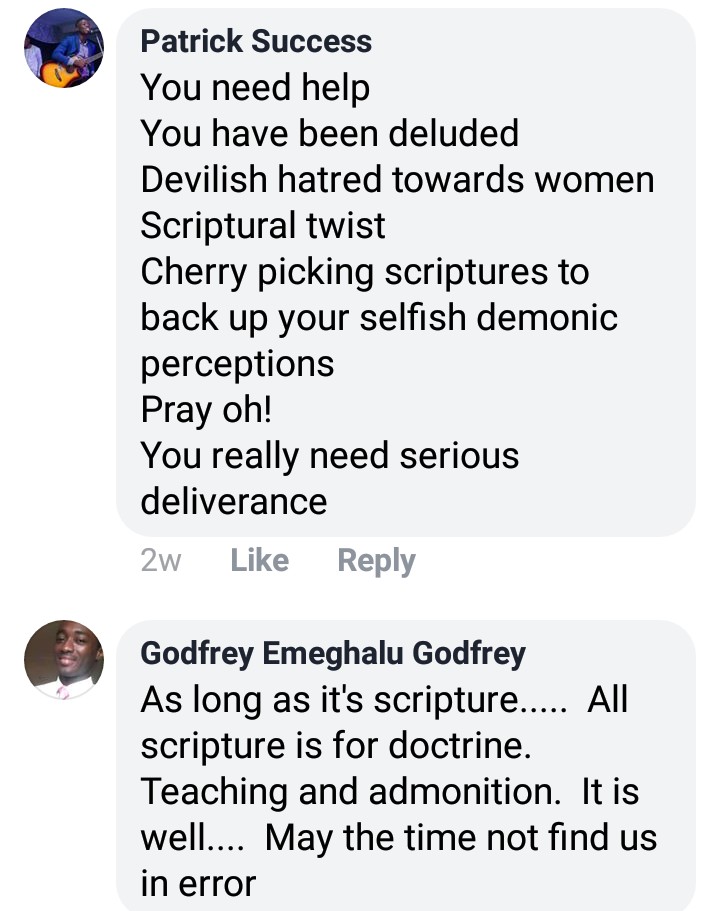 Patrick Success
You need help
You have been deluded
Devilish hatred towards women
Scriptural twist
Cherry picking scriptures to
back up your selfish demonic
perceptions
Pray oh!
You really need serious
deliverance
2w Like Reply
Godfrey Emeghalu Godfrey
As long as it's scripture..... All
scripture is for doctrine.
Teaching and admonition. It is
well.... May the time not find us
in error